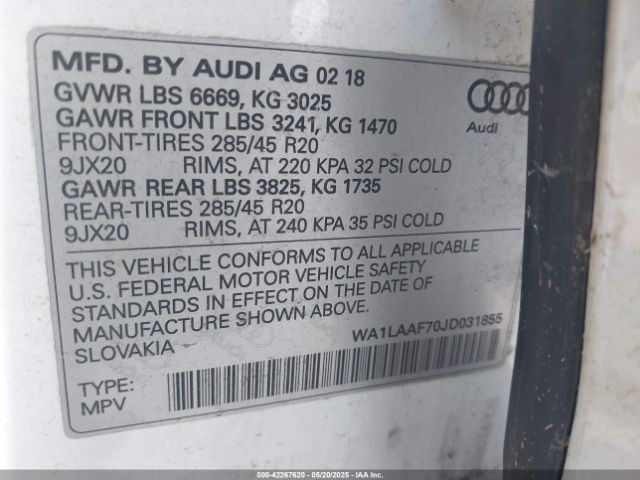 MFD. BY AUDI AG 02 18
GVWR LBS 6669, KG 3025
GAWR FRONT LBS 3241, KG 1470
FRONT-TIRES 285/45 R20
9JX20 RIMS, AT 220 KPA 32 PSI COLD
GAWR REAR LBS 3825, KG 1735
REAR-TIRES 285/45 R20
9JX20 RIMS, AT 240 KPA 35 PSI COLD
Audi
THIS VEHICLE CONFORMS TO ALL APPLICABLE
U.S. FEDERAL MOTOR VEHICLE SAFETY
STANDARDS IN EFFECT ON THE DATE OF
MANUFACTURE SHOWN ABOVE.
SLOVAKIA
WA1LAAF70JD031855
TYPE:
MPV
000-42267620 - 05/20/2025 - IAAI.COM